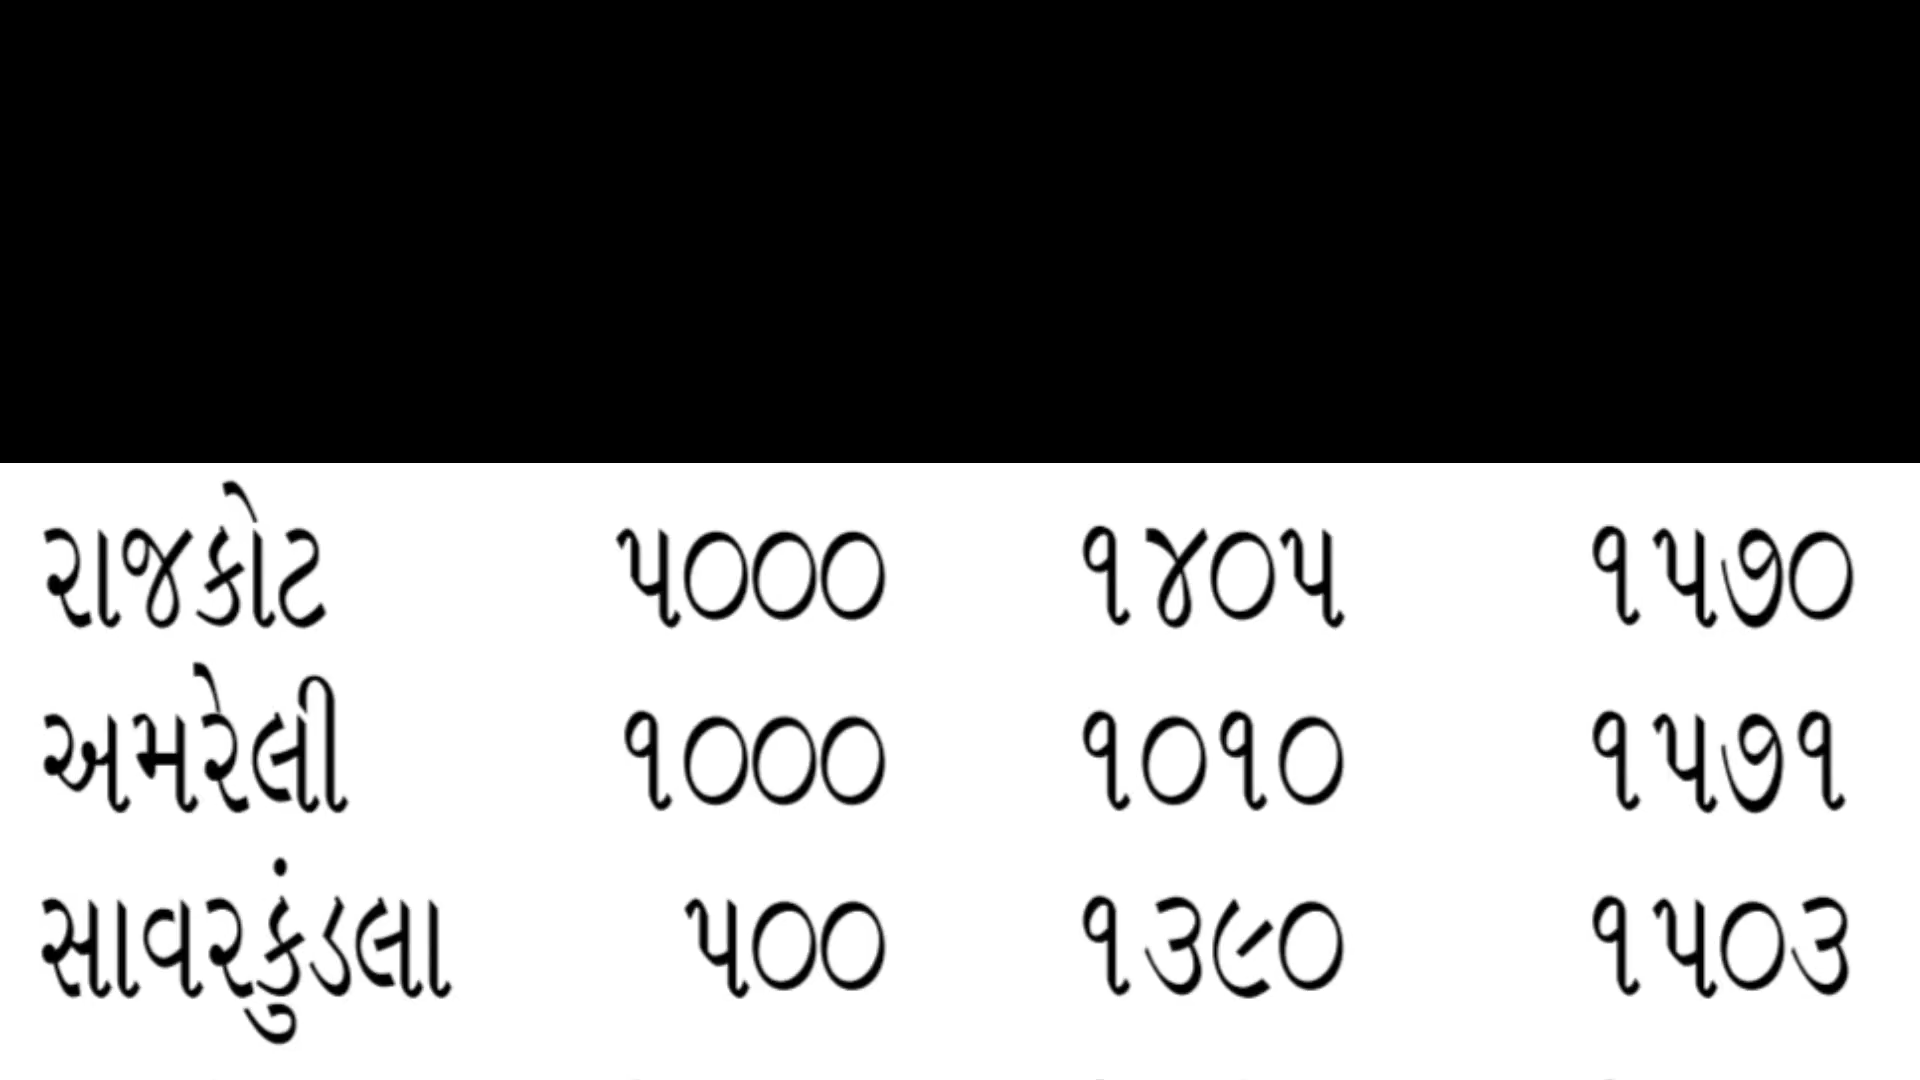 રાજકોટ ૫૦૦૦ ૧૪૦૫ ૧૫૭૦
અમરેલી ૧૦૦૦ ૧૦૧૦ ૧૫૭૧
સાવરકુંડલા ૫૦૦ ૧૩૯૦ ૧૫૦૩